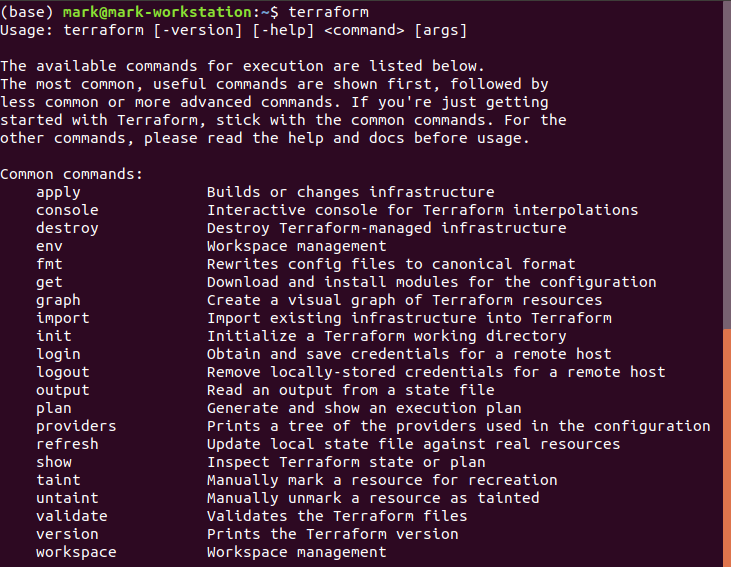 (base) mark@mark-workstation:~$ terraform
Usage: terraform [-version] [-help] <command> [args]

The available commands for execution are listed below.
The most common, useful commands are shown first, followed by
less common or more advanced commands. If you're just getting
started with Terraform, stick with the common commands. For the
other commands, please read the help and docs before usage.

Common commands:
    apply              Builds or changes infrastructure
    console            Interactive console for Terraform interpolations
    destroy            Destroy Terraform-managed infrastructure
    env                Workspace management
    fmt                Rewrites config files to canonical format
    get                Download and install modules for the configuration
    graph              Create a visual graph of Terraform resources
    import             Import existing infrastructure into Terraform
    init               Initialize a Terraform working directory
    login              Obtain and save credentials for a remote host
    logout             Remove locally-stored credentials for a remote host
    output             Read an output from a state file
    plan               Generate and show an execution plan
    providers          Prints a tree of the providers used in the configuration
    refresh            Update local state file against real resources
    show               Inspect Terraform state or plan
    taint              Manually mark a resource for recreation
    untaint            Manually unmark a resource as tainted
    validate           Validates the Terraform files
    version            Prints the Terraform version
    workspace          Workspace management